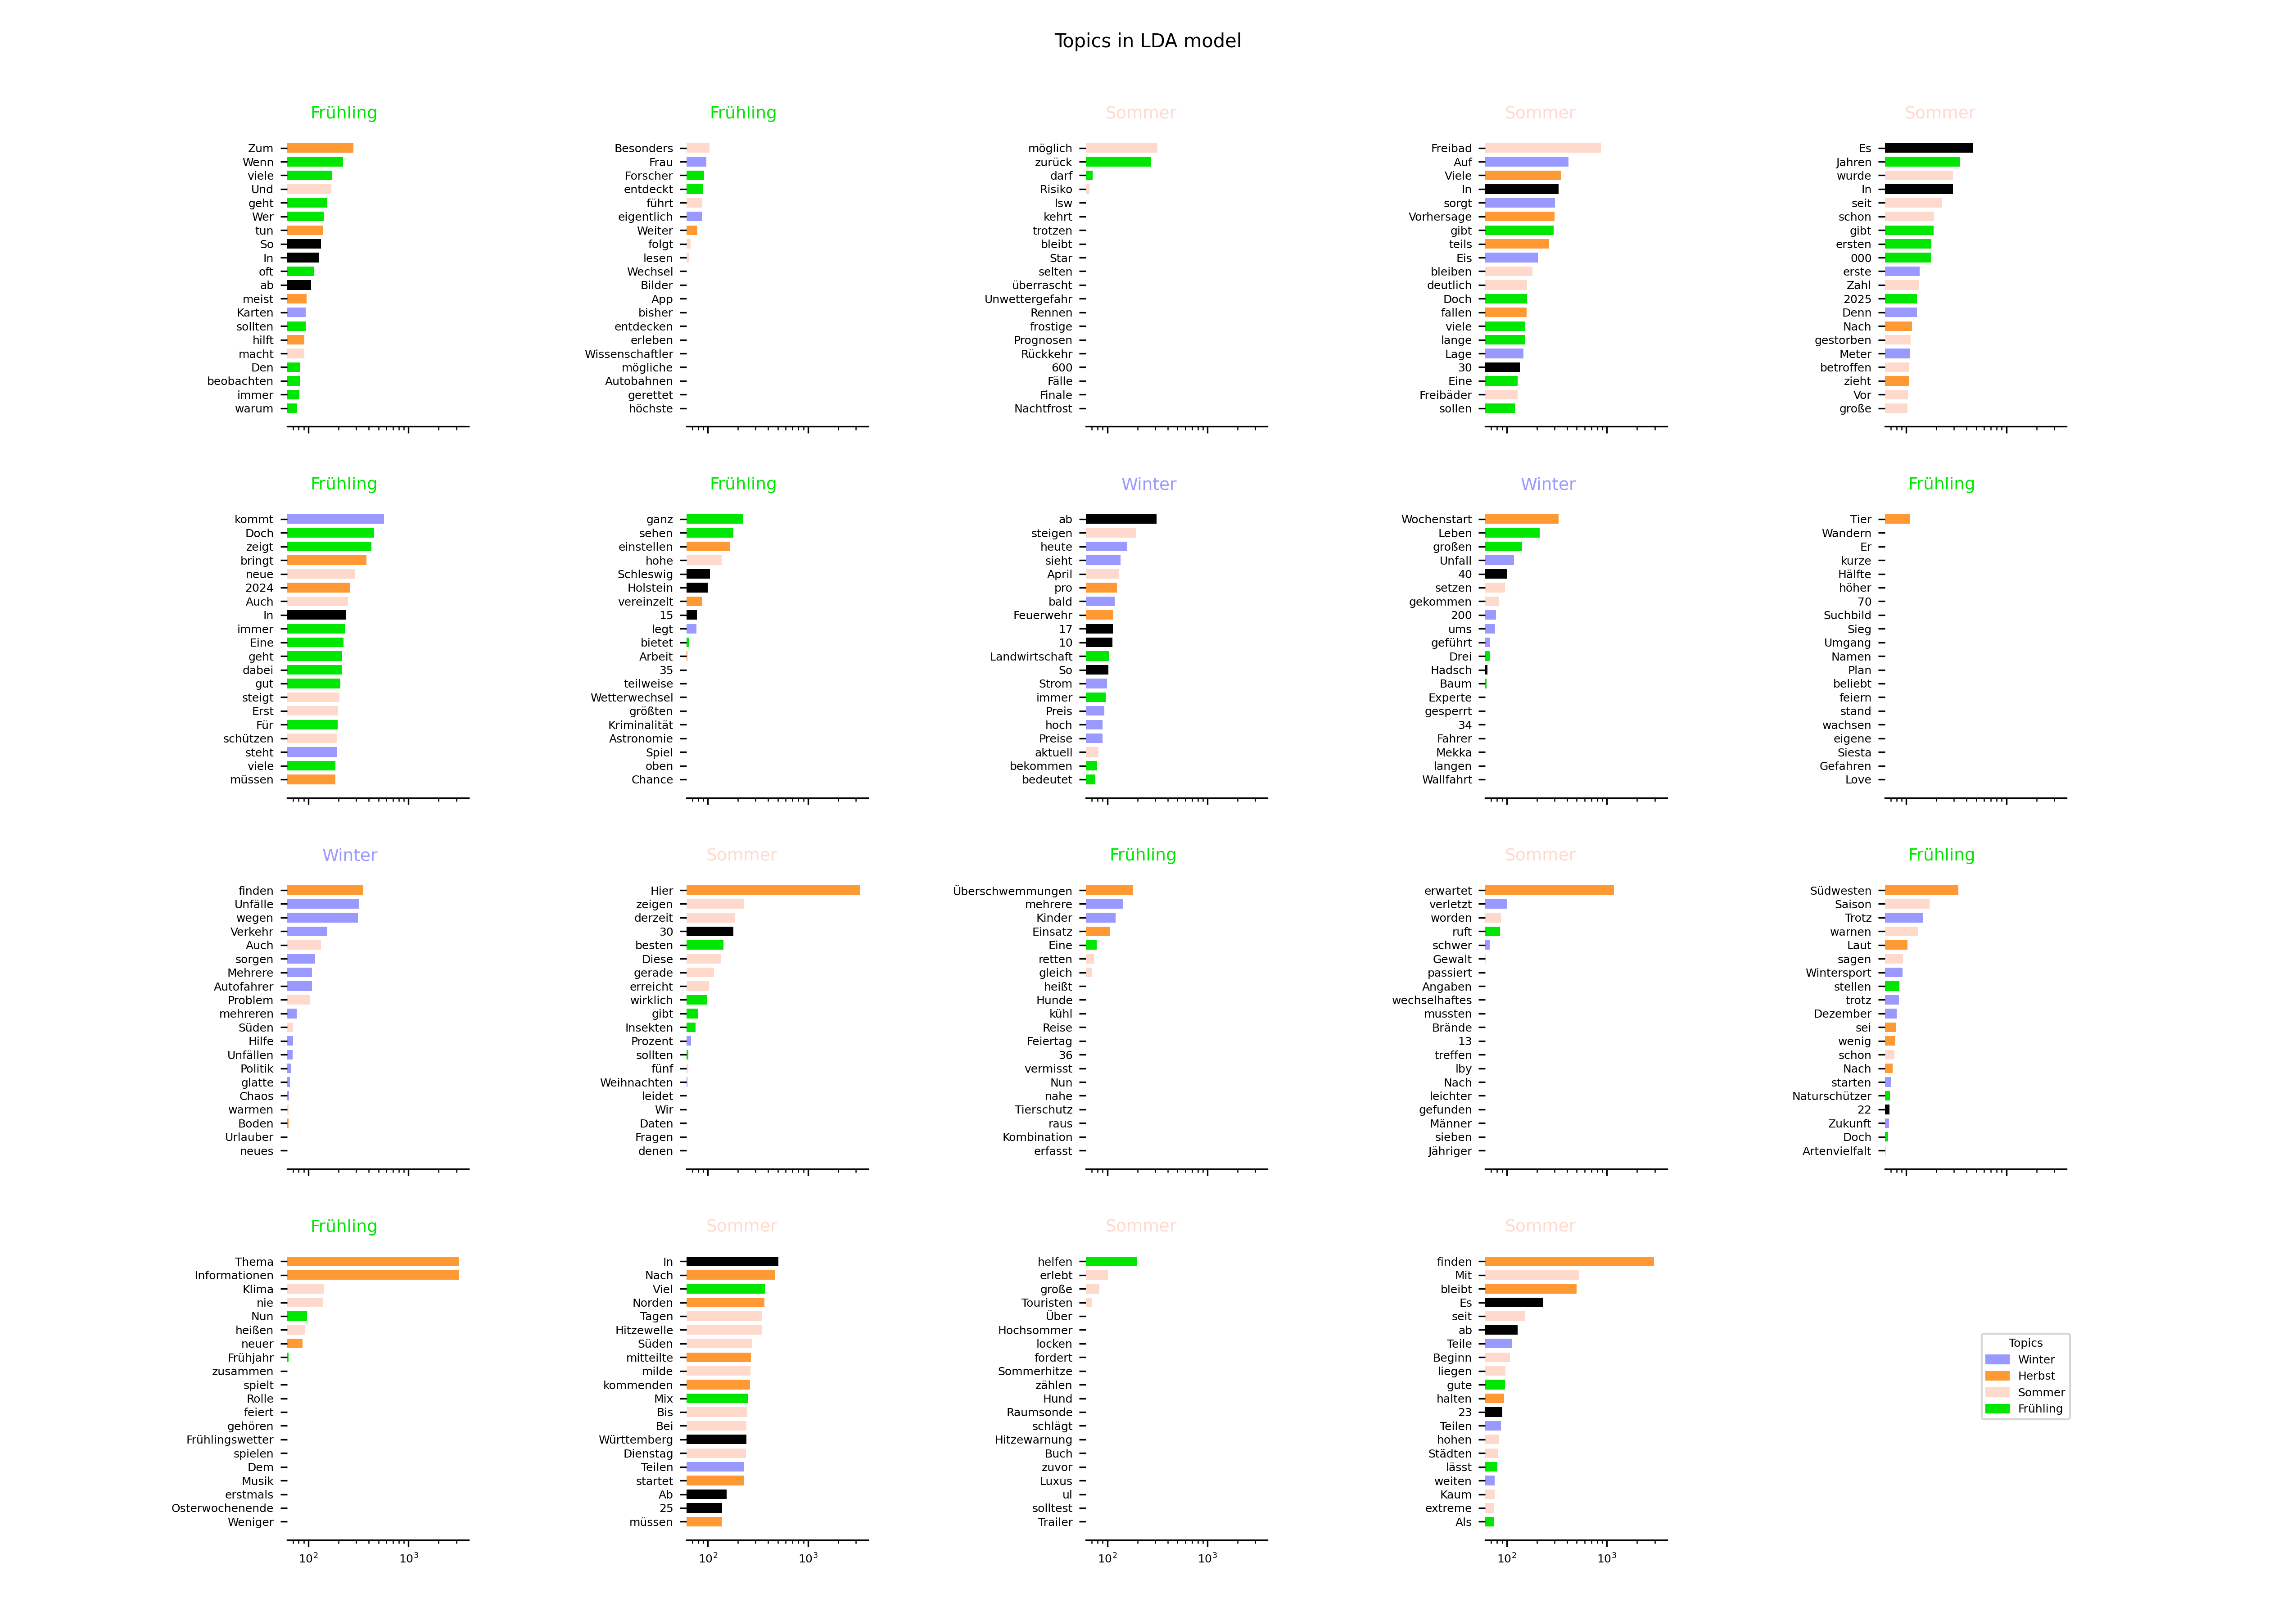 Topics in LDA model
Frühling
Zum
Wenn
viele
Und
geht
Wer
tun
So
In
oft
ab
meist
Karten
sollten
hilft
macht
Den
beobachten
immer
warum
Frühling
Besonders
Frau
Forscher
entdeckt
führt
eigentlich
Weiter
folgt
lesen
Wechsel
Bilder
App
bisher
entdecken
erleben
Wissenschaftler
mögliche
Autobahnen
gerettet
höchste
Sommer
möglich
zurück
darf
Risiko
lsw
kehrt
trotzen
bleibt
Star
selten
überrascht
Unwettergefahr
Rennen
frostige
Prognosen
Rückkehr
600
Fälle
Finale
Nachtfrost
Sommer
Freibad
Auf
Viele
In
sorgt
Vorhersage
gibt
teils
Eis
bleiben
deutlich
Doch
fallen
viele
lange
Lage
30
Eine
Freibäder
sollen
Sommer
Es
Jahren
wurde
In
seit
schon
gibt
ersten
000
erste
Zahl
2025
Denn
Nach
gestorben
Meter
betroffen
zieht
Vor
große
Frühling
kommt
Doch
zeigt
bringt
neue
2024
Auch
In
immer
Eine
geht
dabei
gut
steigt
Erst
Für
schützen
steht
viele
müssen
Frühling
ganz
sehen
einstellen
hohe
Schleswig
Holstein
vereinzelt
15
legt
bietet
Arbeit
35
teilweise
Wetterwechsel
größten
Kriminalität
Astronomie
Spiel
oben
Chance
Winter
ab
steigen
heute
sieht
April
pro
bald
Feuerwehr
17
10
Landwirtschaft
So
Strom
immer
Preis
hoch
Preise
aktuell
bekommen
bedeutet
Winter
Wochenstart
Leben
großen
Unfall
40
setzen
gekommen
200
ums
geführt
Drei
Hadsch
Baum
Experte
gesperrt
34
Fahrer
Mekka
langen
Wallfahrt
Frühling
Tier
Wandern
Er
kurze
Hälfte
höher
70
Suchbild
Sieg
Umgang
Namen
Plan
beliebt
feiern
stand
wachsen
eigene
Siesta
Gefahren
Love
Winter
finden
Unfälle
wegen
Verkehr
Auch
sorgen
Mehrere
Autofahrer
Problem
mehreren
Süden
Hilfe
Unfällen
Politik
glatte
Chaos
warmen
Boden
Urlauber
neues
Sommer
Hier
zeigen
derzeit
30
besten
Diese
gerade
erreicht
wirklich
gibt
Insekten
Prozent
sollten
fünf
Weihnachten
leidet
Wir
Daten
Fragen
denen
Frühling
Überschwemmungen
mehrere
Kinder
Einsatz
Eine
retten
gleich
heißt
Hunde
kühl
Reise
Feiertag
36
vermisst
Nun
nahe
Tierschutz
raus
Kombination
erfasst
Sommer
erwartet
verletzt
worden
ruft
schwer
Gewalt
passiert
Angaben
wechselhaftes
mussten
Brände
13
treffen
lby
Nach
leichter
gefunden
Männer
sieben
Jähriger
Frühling
Südwesten
Saison
Trotz
warnen
Laut
sagen
Wintersport
stellen
trotz
Dezember
sei
wenig
schon
Nach
starten
Naturschützer
22
Zukunft
Doch
Artenvielfalt
Frühling
Thema
Informationen
Klima
nie
Nun
heißen
neuer
Frühjahr
zusammen
spielt
Rolle
feiert
gehören
Frühlingswetter
spielen
Dem
Musik
erstmals
Osterwochenende
Weniger
10² 10³
Sommer
In
Nach
Viel
Norden
Tagen
Hitzewelle
Süden
mitteilte
milde
kommenden
Mix
Bis
Bei
Württemberg
Dienstag
Teilen
startet
Ab
25
müssen
10² 10³
Sommer
helfen
erlebt
große
Touristen
Über
Hochsommer
locken
fordert
Sommerhitze
zählen
Hund
Raumsonde
schlägt
Hitzewarnung
Buch
zuvor
Luxus
ul
solltest
Trailer
10² 10³
Sommer
finden
Mit
bleibt
Es
seit
ab
Teile
Beginn
liegen
gute
halten
23
Teilen
hohen
Städten
lässt
weiten
Kaum
extreme
Als
10² 10³
Topics
Winter
Herbst
Sommer
Frühling